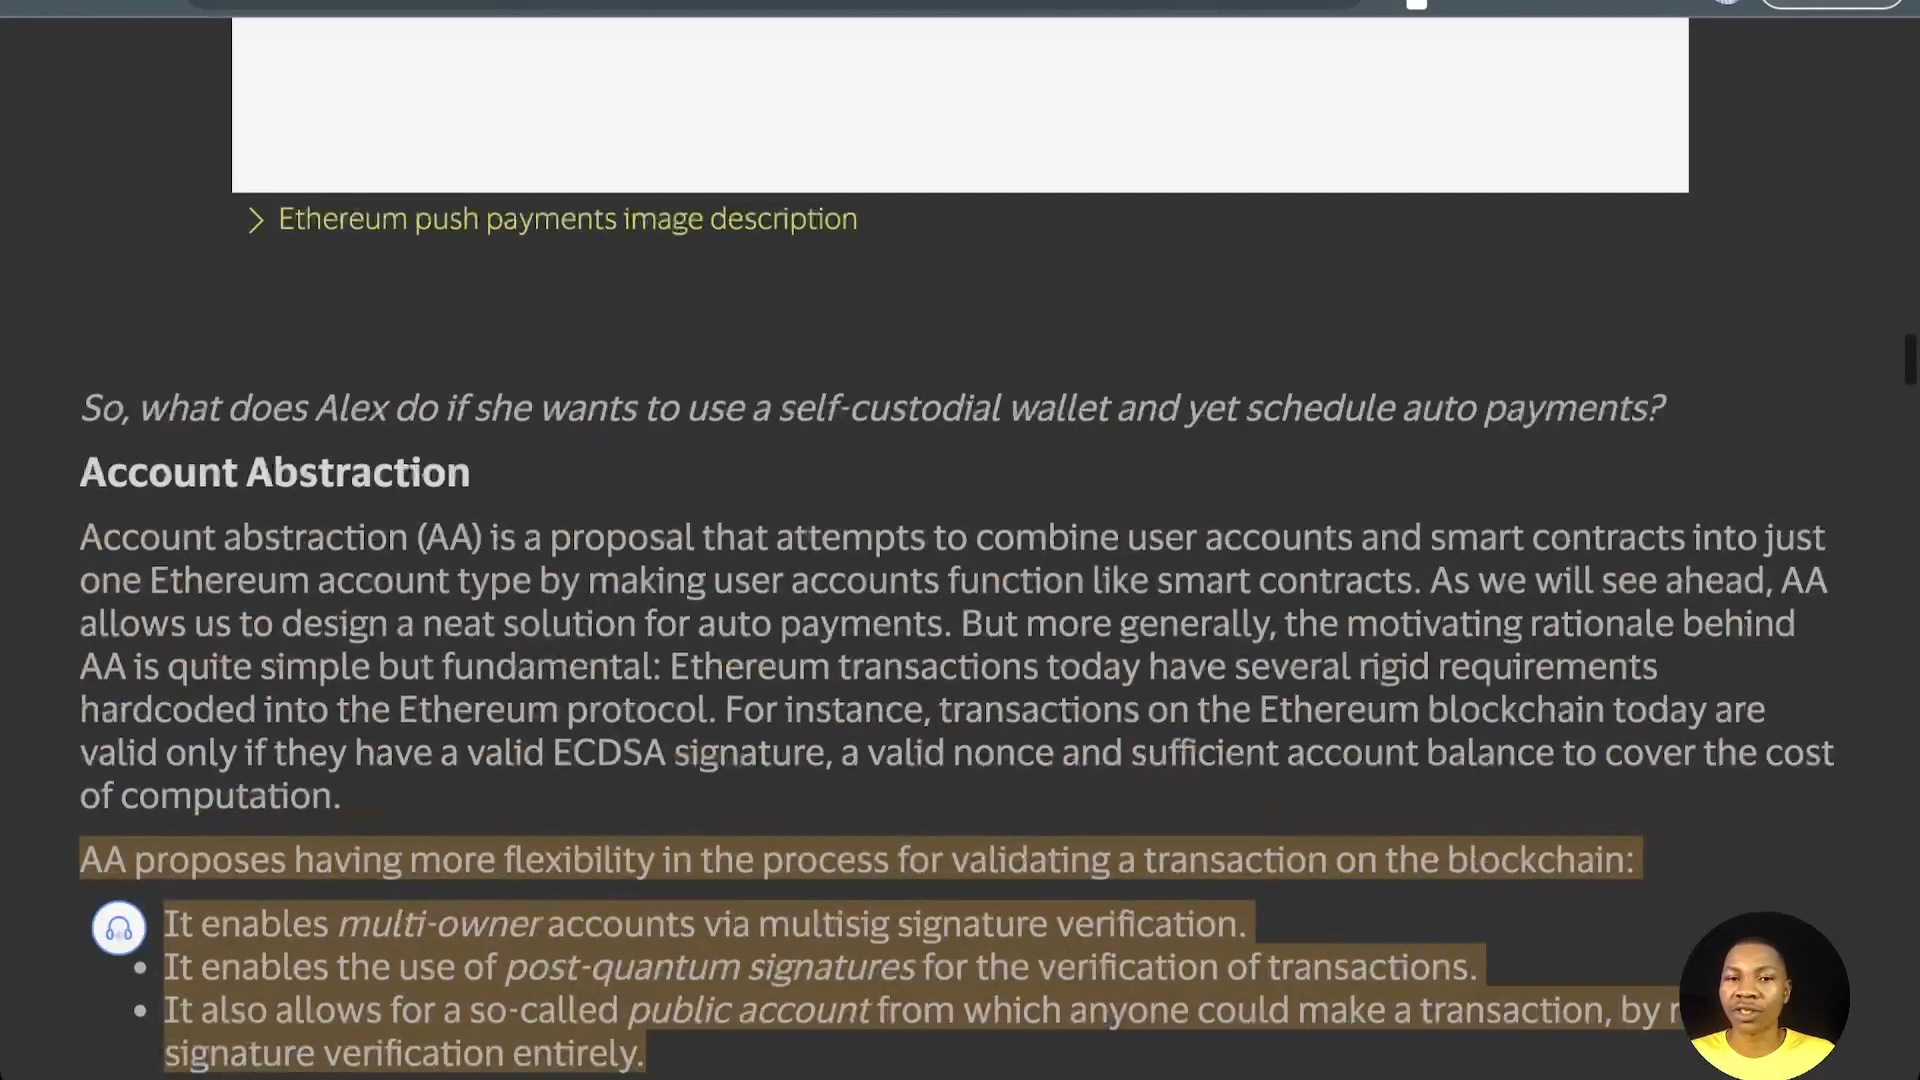 Ethereum push payments image description
So, what does Alex do if she wants to use a self-custodial wallet and yet schedule auto payments?
Account Abstraction
Account abstraction (AA) is a proposal that attempts to combine user accounts and smart contracts into just
one Ethereum account type by making user accounts function like smart contracts. As we will see ahead, AA
allows us to design a neat solution for auto payments. But more generally, the motivating rationale behind
AA is quite simple but fundamental: Ethereum transactions today have several rigid requirements
hardcoded into the Ethereum protocol. For instance, transactions on the Ethereum blockchain today are
valid only if they have a valid ECDSA signature, a valid nonce and sufficient account balance to cover the cost
of computation.
AA proposes having more flexibility in the process for validating a transaction on the blockchain:
It enables multi-owner accounts via multisig signature verification.
• It enables the use of post-quantum signatures for the verification of transactions.
• It also allows for a so-called public account from which anyone could make a transaction, by
signature verification entirely.